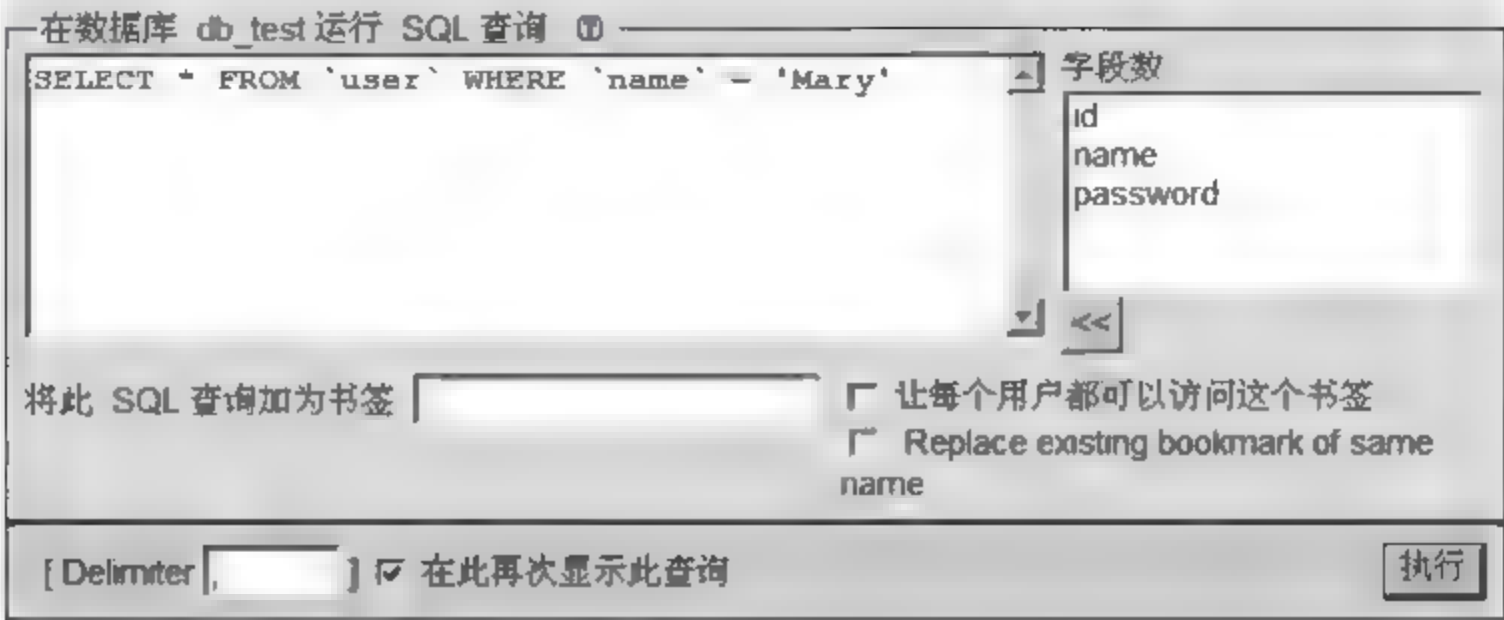 在数据库 db_test 运行 SQL 查询
SELECT * FROM `user` WHERE `name` = 'Mary'
字段数
id
name
password
<<
将此 SQL 查询加为书签
让每个用户都可以访问这个书签
Replace existing bookmark of same
name
[ Delimiter ; ] 在此再次显示此查询
执行